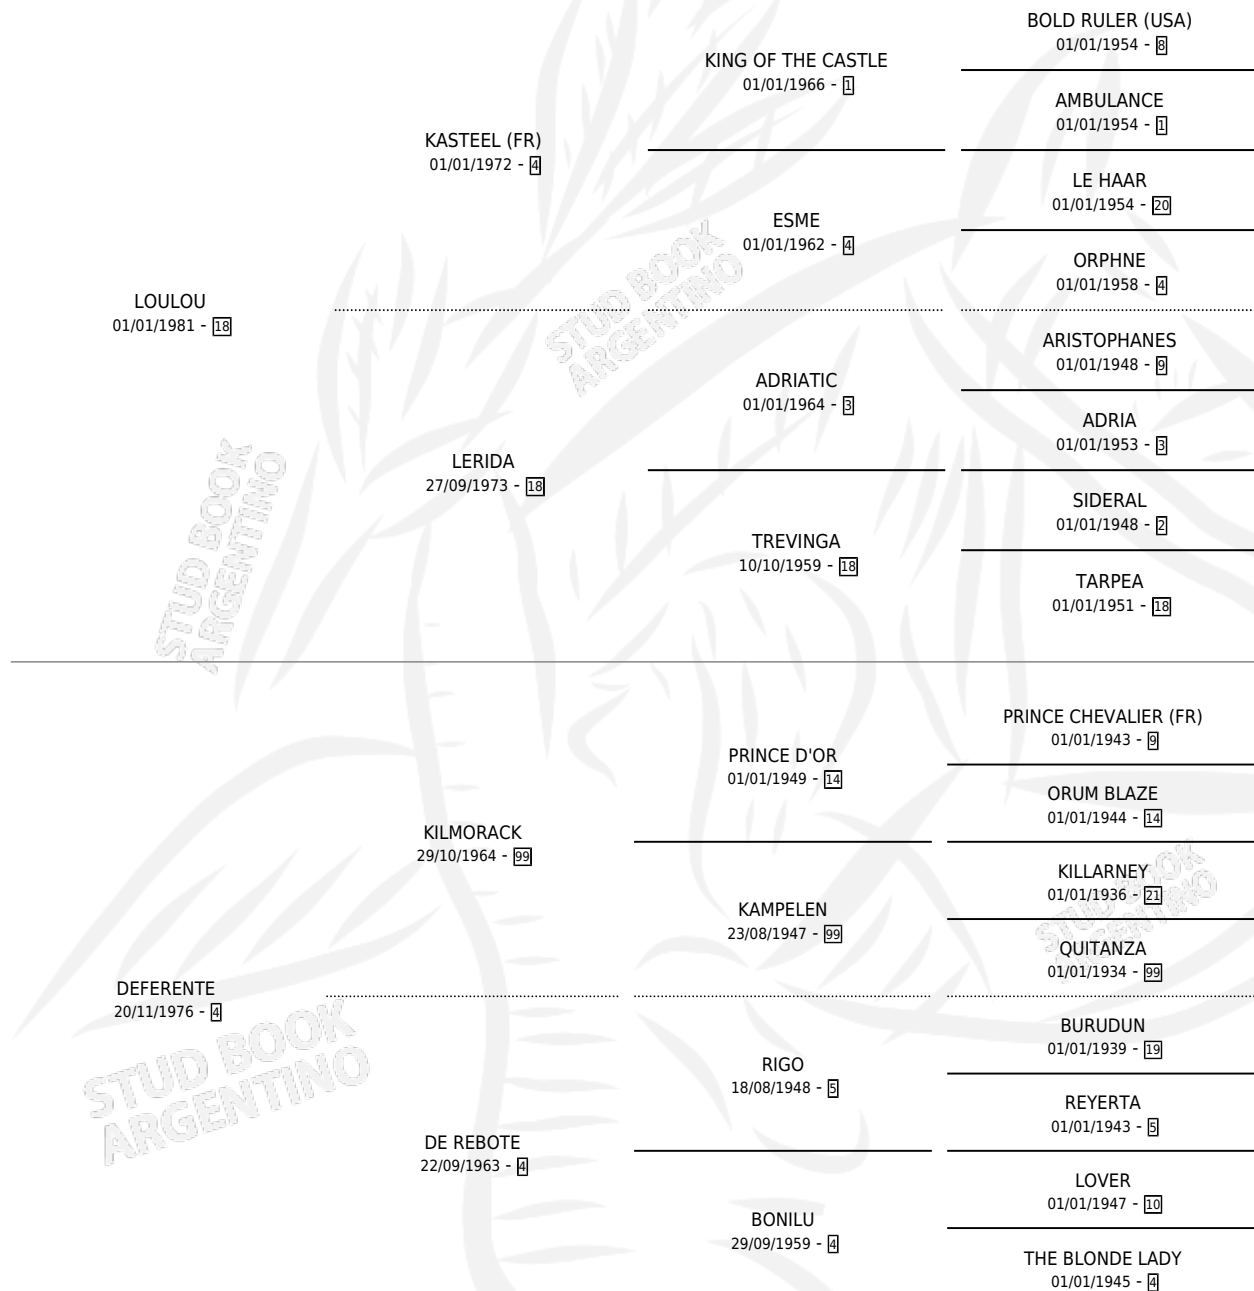 BOLD RULER (USA)
01/01/1954 - 8
KING OF THE CASTLE
01/01/1966 - 1
AMBULANCE
01/01/1954 - 1
KASTEEL (FR)
01/01/1972 - 4
LE HAAR
01/01/1954 - 20
ESME
01/01/1962 - 4
ORPHNE
01/01/1958 - 4
LOULOU
01/01/1981 - 18
STUD BOOK
ARGENTINO
ARISTOPHANES
01/01/1948 - 9
ADRIATIC
01/01/1964 - 3
ADRIA
01/01/1953 - 3
LERIDA
27/09/1973 - 18
SIDERAL
01/01/1948 - 2
TREVINGA
10/10/1959 - 18
TARPEA
01/01/1951 - 18
STUD BOOK
ARGENTINO
PRINCE CHEVALIER (FR)
01/01/1943 - 9
PRINCE D'OR
01/01/1949 - 14
ORUM BLAZE
01/01/1944 - 14
KILMORACK
29/10/1964 - 99
KILLARNEY
01/01/1936 - 21
KAMPELEN
23/08/1947 - 99
STUD BOOK
ARGENTINO
QUITANZA
01/01/1934 - 99
DEFERENTE
20/11/1976 - 4
STUD BOOK
ARGENTINO
BURUDUN
01/01/1939 - 19
RIGO
18/08/1948 - 5
REYERTA
01/01/1943 - 5
DE REBOTE
22/09/1963 - 4
LOVER
01/01/1947 - 10
BONILU
29/09/1959 - 4
THE BLONDE LADY
01/01/1945 - 4